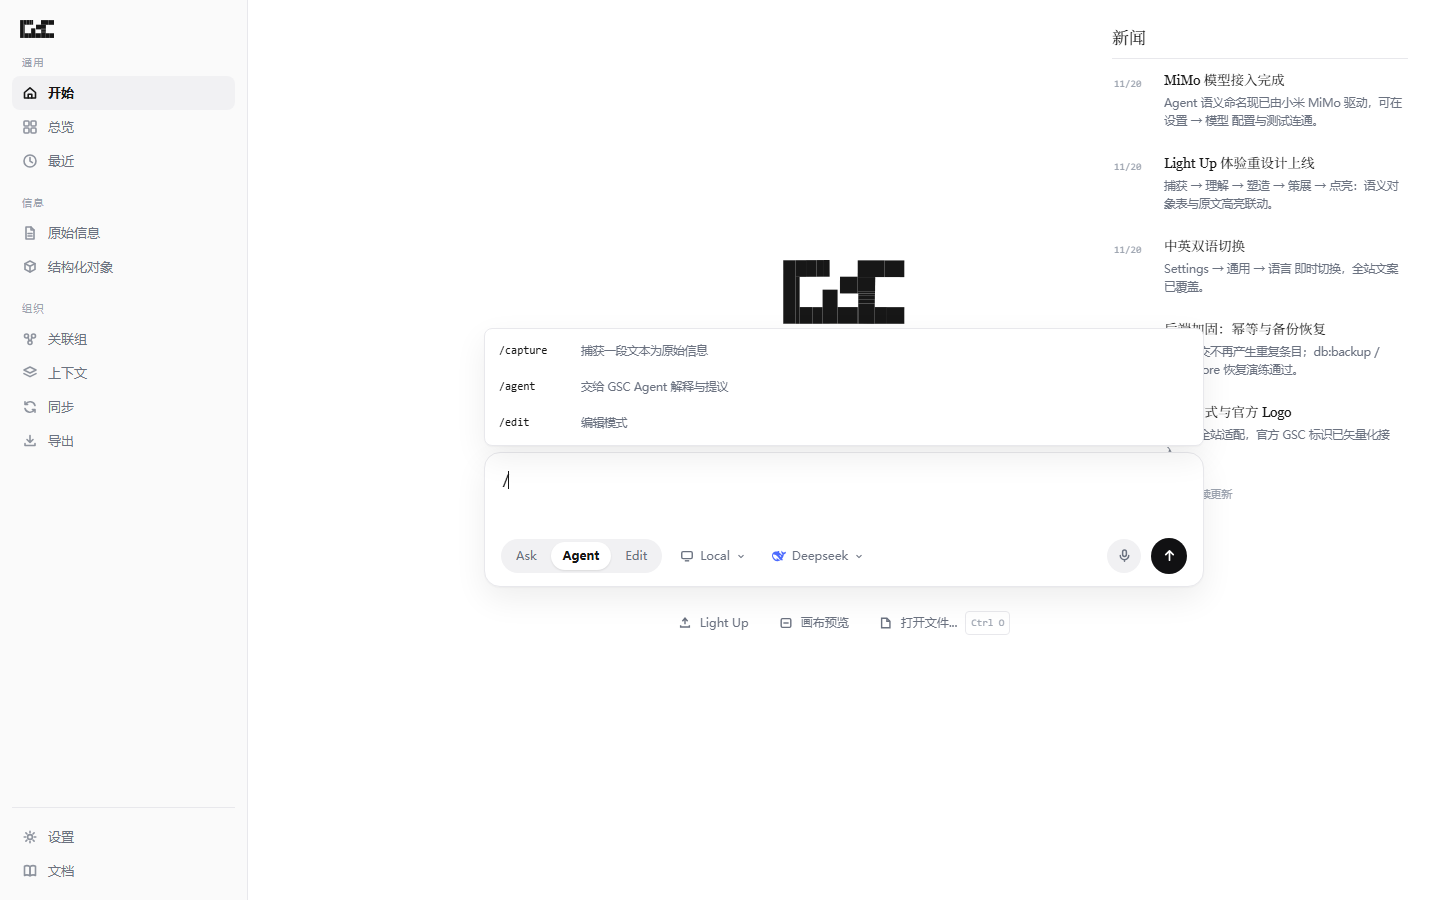 GSC
通用
开始
总览
最近
信息
原始信息
结构化对象
组织
关联组
上下文
同步
导出
设置
文档
GSC
/capture 捕获一段文本为原始信息
/agent 交给 GSC Agent 解释与提议
/edit 编辑模式
/
Ask Agent Edit Local Deepseek
Light Up 画布预览 打开文件... Ctrl O
新闻
11/20 MiMo 模型接入完成
Agent 语义命名现已由小米 MiMo 驱动，可在
设置 → 模型 配置与测试连通。
11/20 Light Up 体验重设计上线
捕获 → 理解 → 塑造 → 策展 → 点亮：语义对
象表与原文高亮联动。
11/20 中英双语切换
Settings → 通用 → 语言 即时切换，全站文案
已覆盖。
后端加固：幂等与备份恢复
交不再产生重复条目；db:backup /
ore 恢复演练通过。
式与官方 Logo
全站适配，官方 GSC 标识已矢量化接
续更新